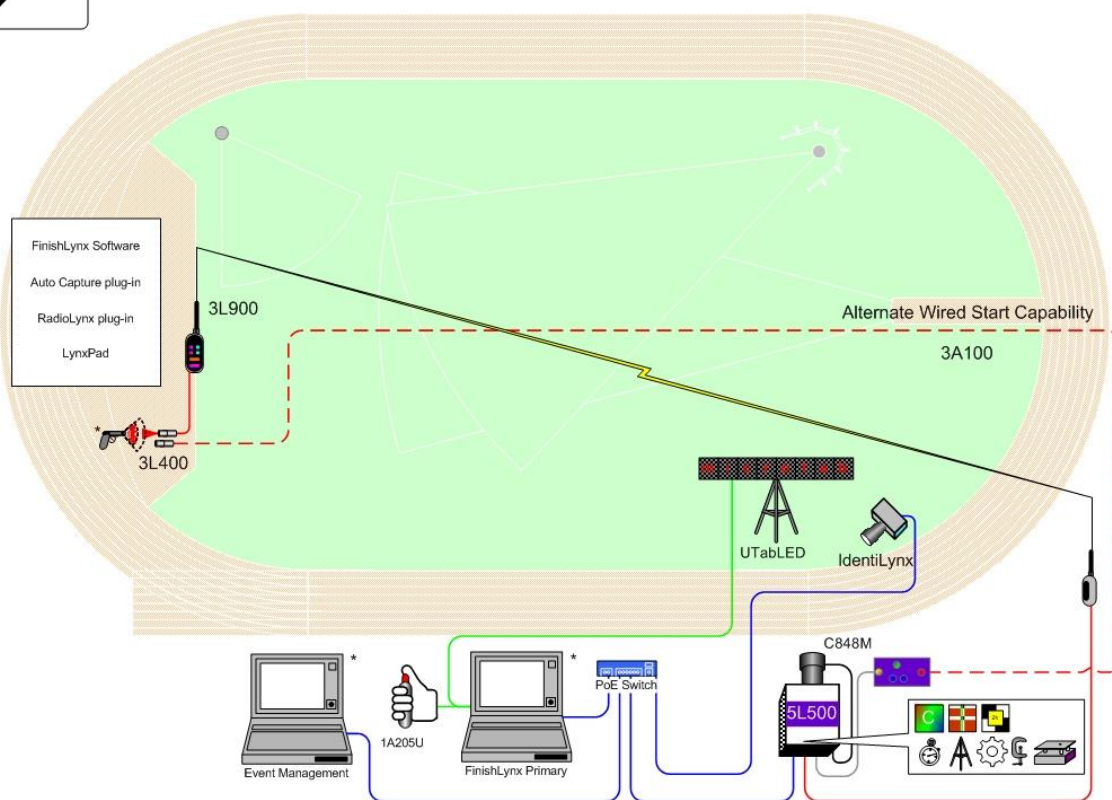 FinishLynx Software
Auto Capture plug-in
RadioLynx plug-in
LynxPad
3L900
Alternate Wired Start Capability
3A100
*
3L400
UTabLED
IdentiLynx
C848M
*
*
PoE Switch
5L500
C
1A205U
Event Management
FinishLynx Primary